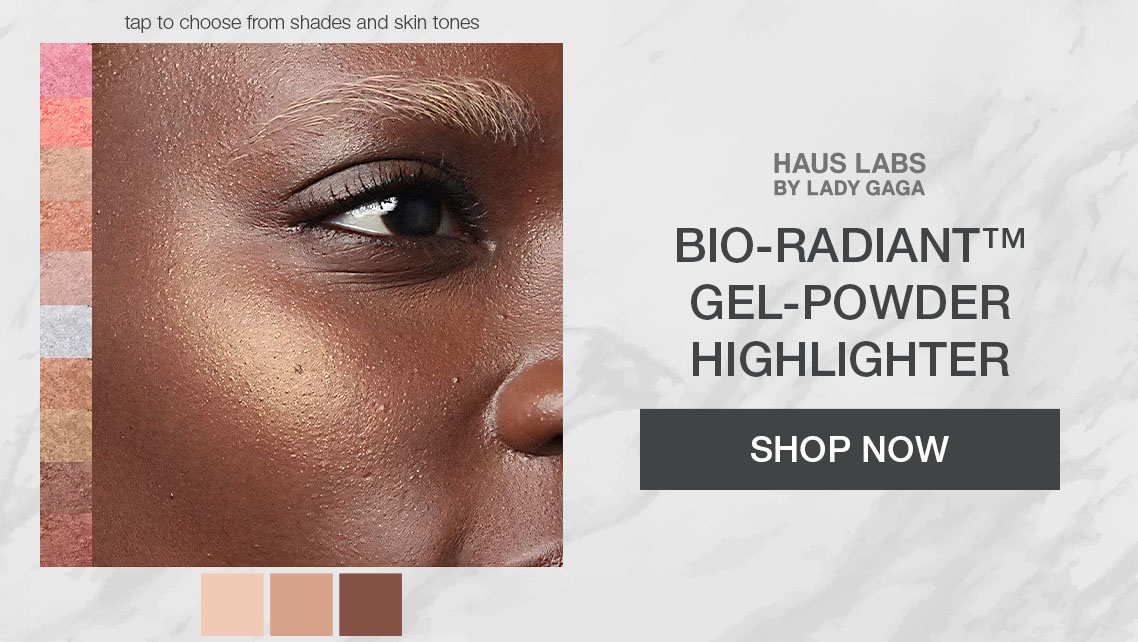 tap to choose from shades and skin tones
HAUS LABS
BY LADY GAGA
BIO-RADIANT™
GEL-POWDER
HIGHLIGHTER
SHOP NOW